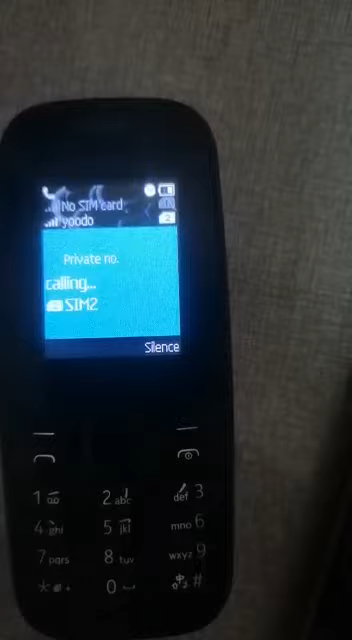 No SIM card
yoodo
2
Private no.
calling...
SIM2
Silence
1
2 abc
def 3
4 ghi
5 jkl
mno 6
7 pqrs
8 tuv
wxyz 9
* +
0
#